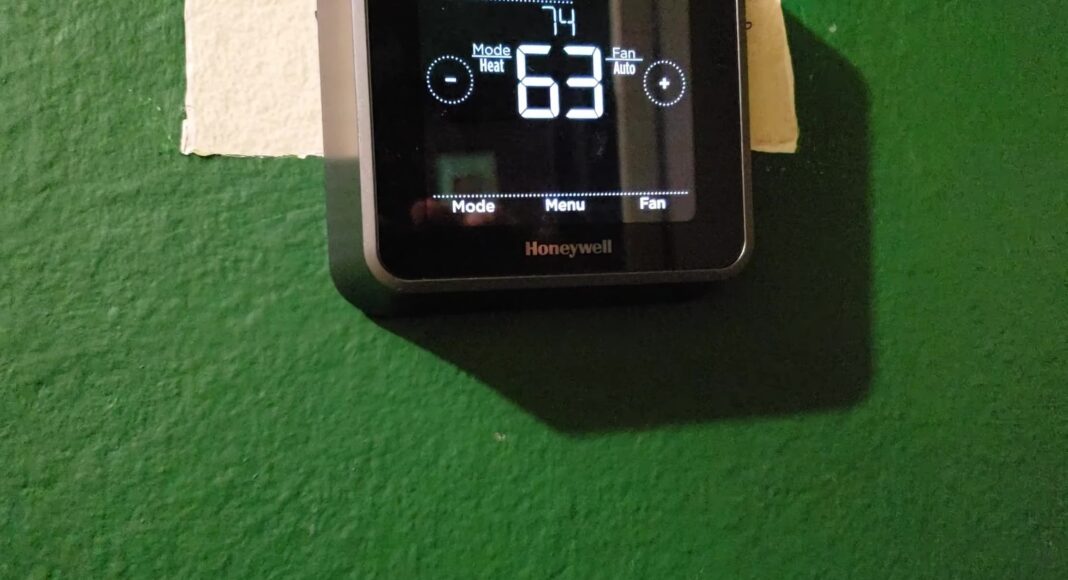 74
Mode
Heat
63
Fan
Auto
-
+
Mode Menu Fan
Honeywell